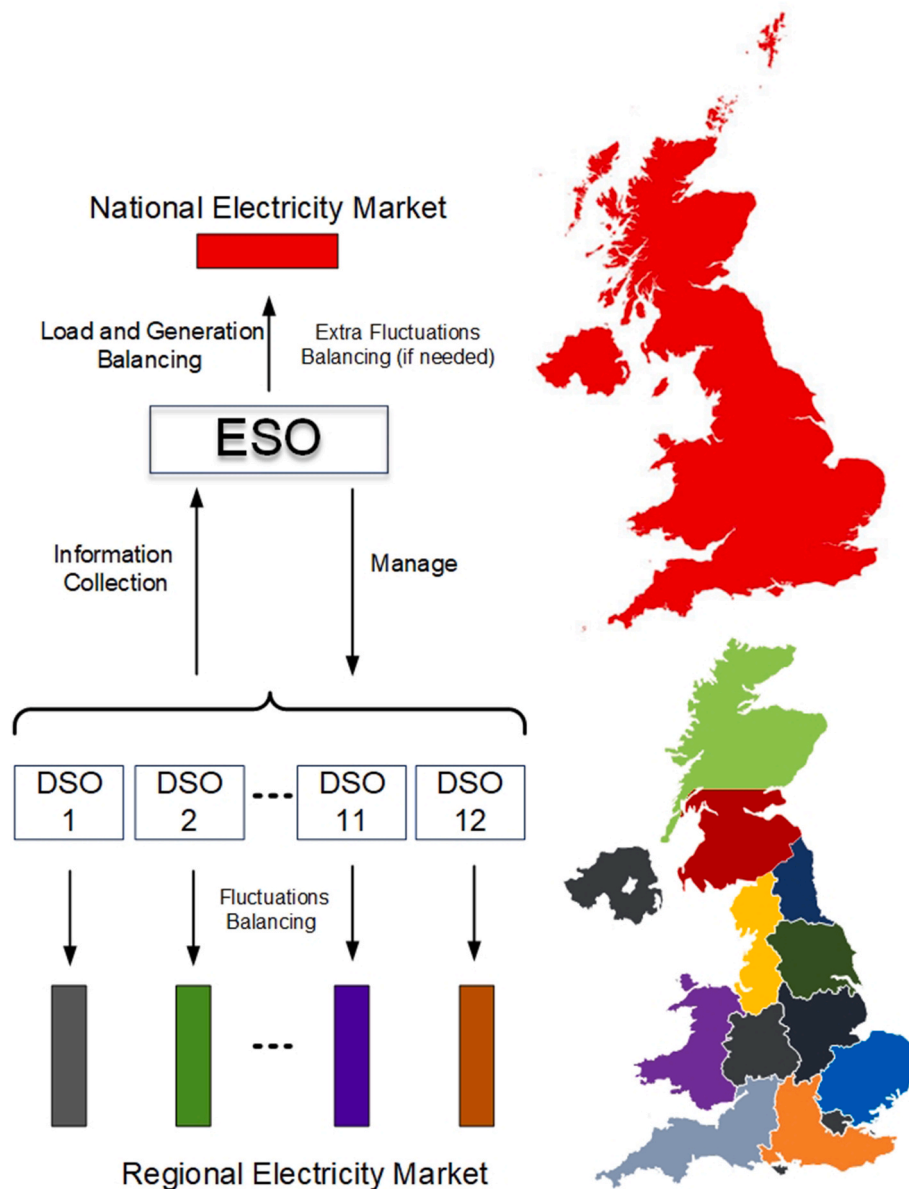 National Electricity Market
Load and Generation
Balancing
Extra Fluctuations
Balancing (if needed)
ESO
Information
Collection
Manage
DSO
1
DSO
2
DSO
11
DSO
12
Fluctuations
Balancing
Regional Electricity Market